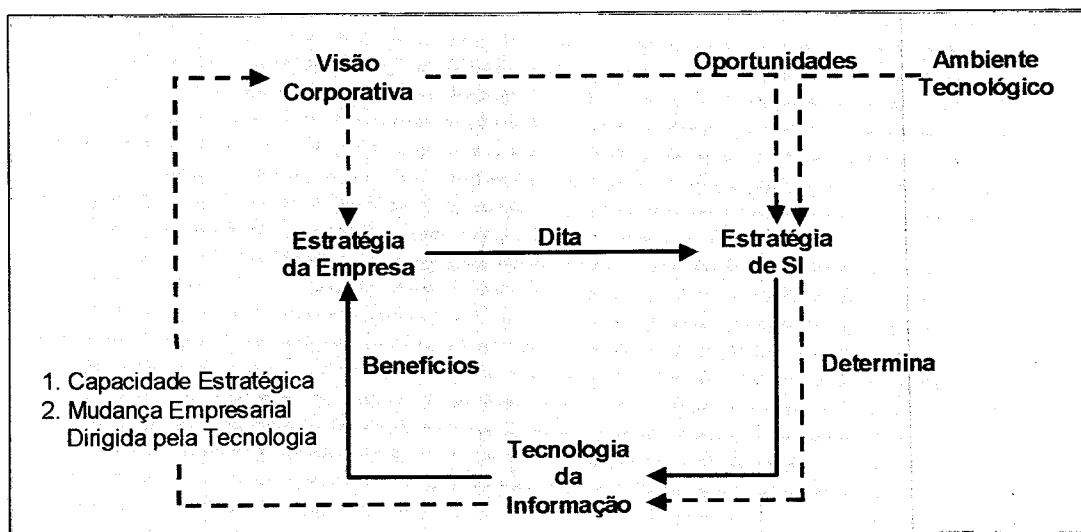 Visão
Corporativa
Oportunidades
Ambiente
Tecnológico
Estratégia
da Empresa
Dita
Estratégia
de SI
Benefícios
Determina
1. Capacidade Estratégica
2. Mudança Empresarial
Dirigida pela Tecnologia
Tecnologia
da
Informação